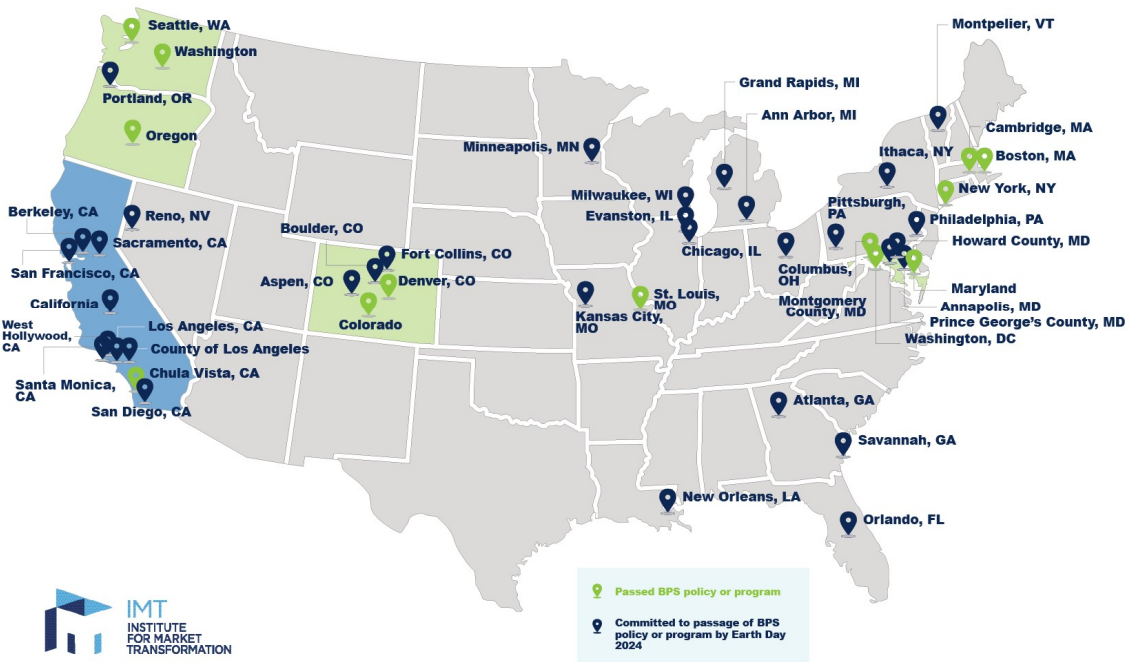 Seattle, WA
Washington
Portland, OR
Oregon
Berkeley, CA
Reno, NV
Sacramento, CA
San Francisco, CA
California
West
Hollywood,
CA
Los Angeles, CA
County of Los Angeles
Santa Monica,
CA
Chula Vista, CA
San Diego, CA
Boulder, CO
Fort Collins, CO
Aspen, CO
Denver, CO
Colorado
Minneapolis, MN
Milwaukee, WI
Evanston, IL
Chicago, IL
Grand Rapids, MI
Ann Arbor, MI
St. Louis,
MO
Kansas City,
MO
Columbus,
OH
Pittsburgh,
PA
Ithaca, NY
Montpelier, VT
Cambridge, MA
Boston, MA
New York, NY
Philadelphia, PA
Howard County, MD
Montgomery
County, MD
Maryland
Annapolis, MD
Prince George's County, MD
Washington, DC
Atlanta, GA
Savannah, GA
New Orleans, LA
Orlando, FL
IMT
INSTITUTE
FOR MARKET
TRANSFORMATION
Passed BPS policy or program
Committed to passage of BPS
policy or program by Earth Day
2024